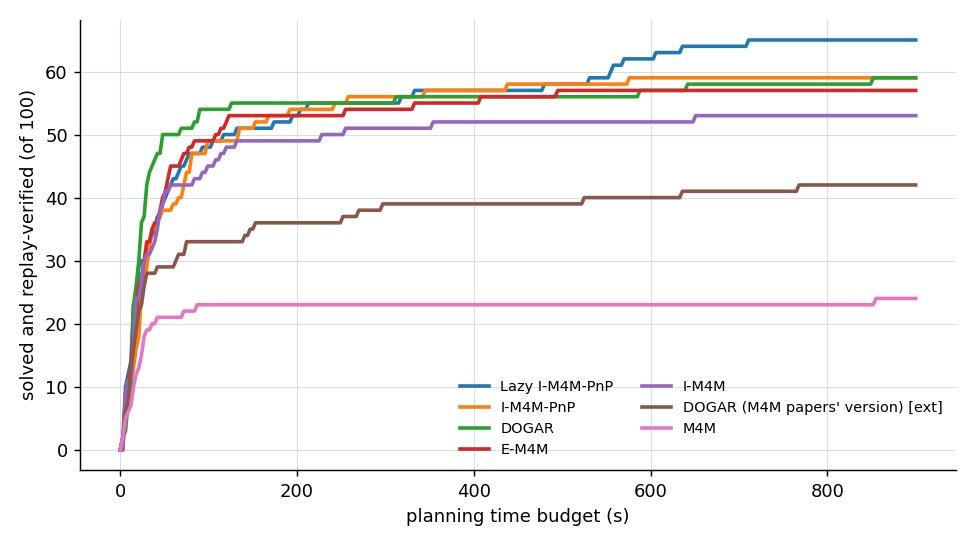 solved and replay-verified (of 100)
60
50
40
30
20
10
0
Lazy I-M4M-PnP
I-M4M-PnP
DOGAR
E-M4M
I-M4M
DOGAR (M4M papers' version) [ext]
M4M
0 200 400 600 800
planning time budget (s)